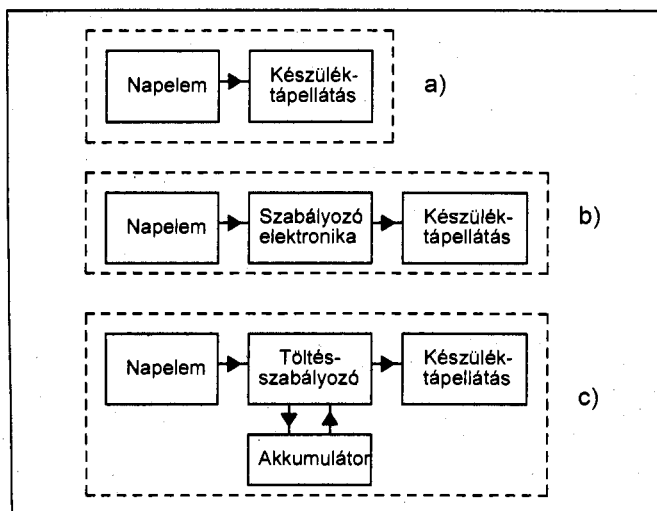 Napelem
Készülék-
tápellátás
a)
Napelem
Szabályozó
elektronika
Készülék-
tápellátás
b)
Napelem
Töltés-
szabályozó
Készülék-
tápellátás
c)
Akkumulátor